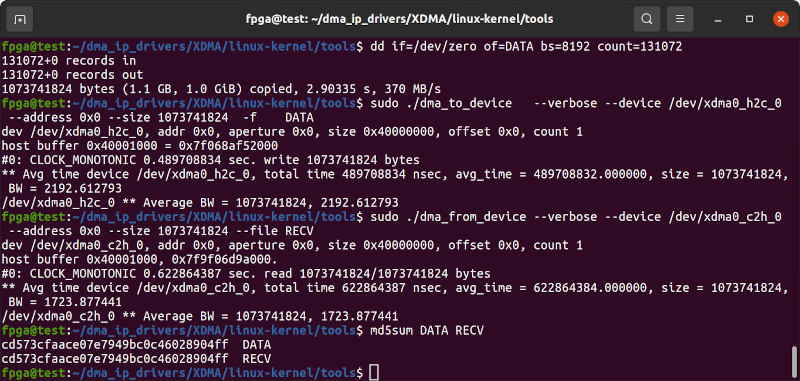 fpga@test: ~/dma_ip_drivers/XDMA/linux-kernel/tools
fpga@test:~/dma_ip_drivers/XDMA/linux-kernel/tools$ dd if=/dev/zero of=DATA bs=8192 count=131072
131072+0 records in
131072+0 records out
1073741824 bytes (1.1 GB, 1.0 GiB) copied, 2.90335 s, 370 MB/s
fpga@test:~/dma_ip_drivers/XDMA/linux-kernel/tools$ sudo ./dma_to_device   --verbose --device /dev/xdma0_h2c_0
 --address 0x0 --size 1073741824  -f    DATA
dev /dev/xdma0_h2c_0, addr 0x0, aperture 0x0, size 0x40000000, offset 0x0, count 1
host buffer 0x40001000 = 0x7f068af52000
#0: CLOCK_MONOTONIC 0.489708834 sec. write 1073741824 bytes
** Avg time device /dev/xdma0_h2c_0, total time 489708834 nsec, avg_time = 489708832.000000, size = 1073741824,
 BW = 2192.612793
/dev/xdma0_h2c_0 ** Average BW = 1073741824, 2192.612793
fpga@test:~/dma_ip_drivers/XDMA/linux-kernel/tools$ sudo ./dma_from_device --verbose --device /dev/xdma0_c2h_0
 --address 0x0 --size 1073741824 --file RECV
dev /dev/xdma0_c2h_0, addr 0x0, aperture 0x0, size 0x40000000, offset 0x0, count 1
host buffer 0x40001000, 0x7f9f06d9a000.
#0: CLOCK_MONOTONIC 0.622864387 sec. read 1073741824/1073741824 bytes
** Avg time device /dev/xdma0_c2h_0, total time 622864387 nsec, avg_time = 622864384.000000, size = 1073741824,
 BW = 1723.877441
/dev/xdma0_c2h_0 ** Average BW = 1073741824, 1723.877441
fpga@test:~/dma_ip_drivers/XDMA/linux-kernel/tools$ md5sum DATA RECV
cd573cfaace07e7949bc0c46028904ff  DATA
cd573cfaace07e7949bc0c46028904ff  RECV
fpga@test:~/dma_ip_drivers/XDMA/linux-kernel/tools$